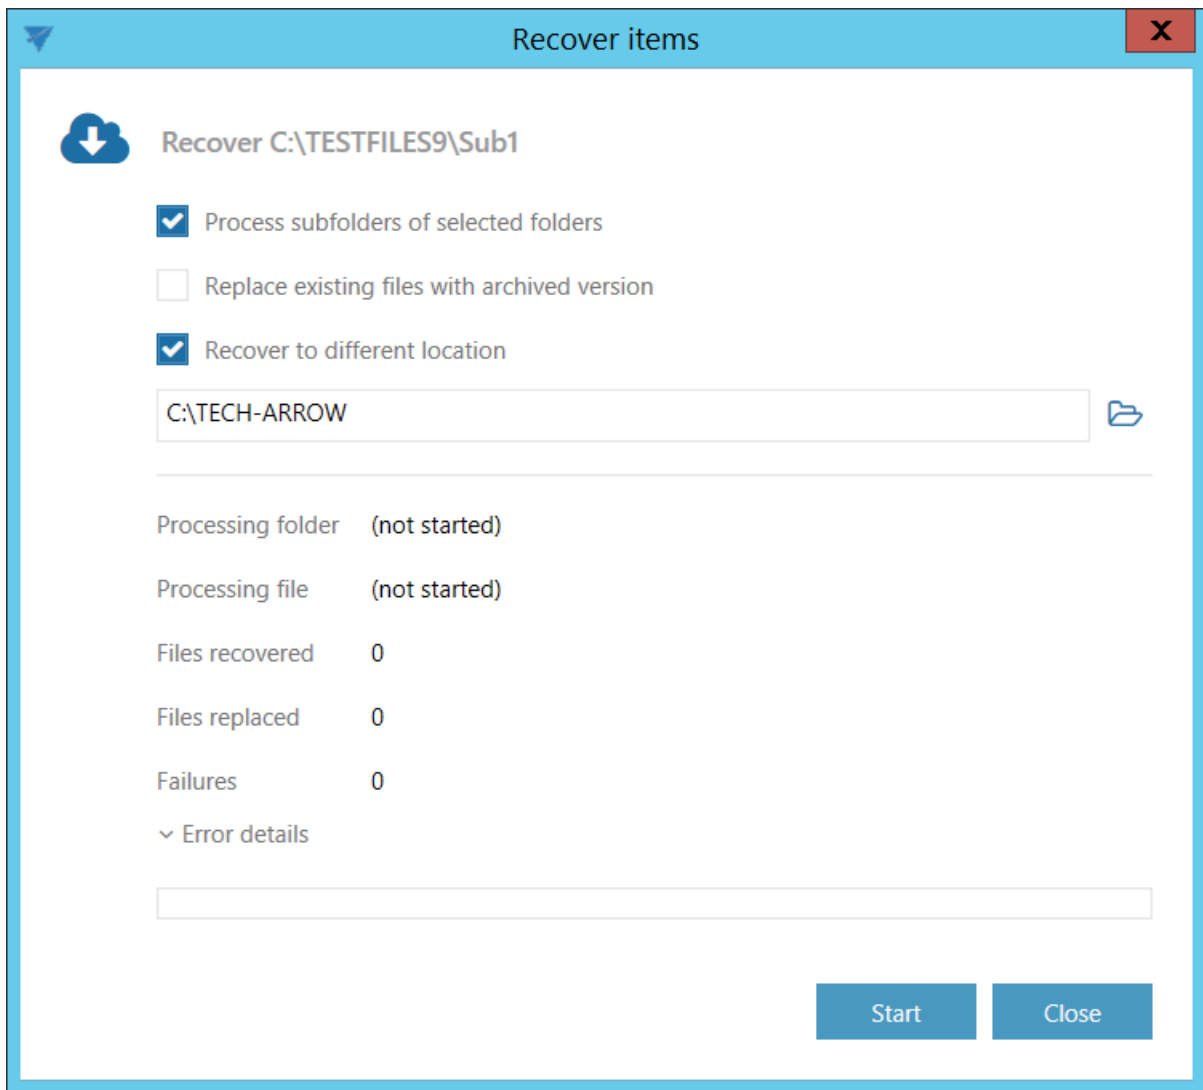 Recover items
X
Recover C:\TESTFILES9\Sub1
Process subfolders of selected folders
Replace existing files with archived version
Recover to different location
C:\TECH-ARROW
Processing folder (not started)
Processing file (not started)
Files recovered 0
Files replaced 0
Failures 0
Error details
Start Close